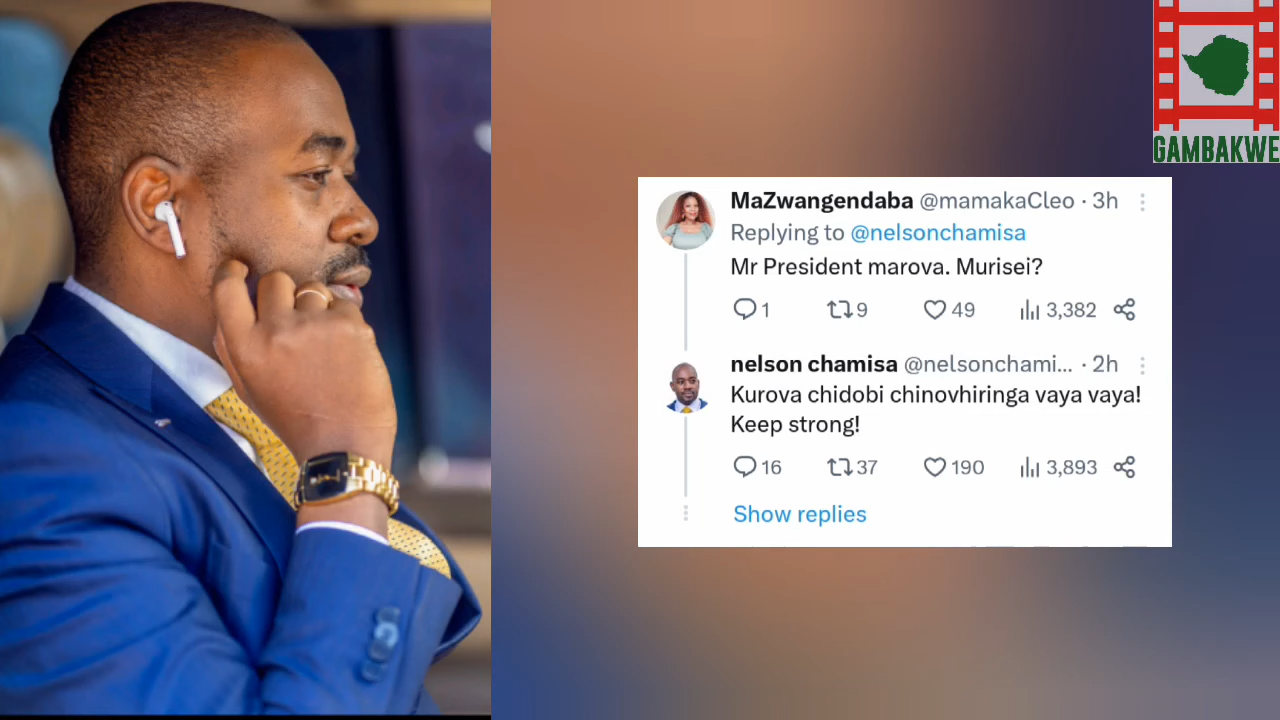 GAMBAKWE
MaZwangendaba @mamakaCleo · 3h
Replying to @nelsonchamisa
Mr President marova. Murisei?
1 9 49 3,382
nelson chamisa @nelsonchami... · 2h
Kurova chidobi chinovhiringa vaya vaya!
Keep strong!
16 37 190 3,893
Show replies